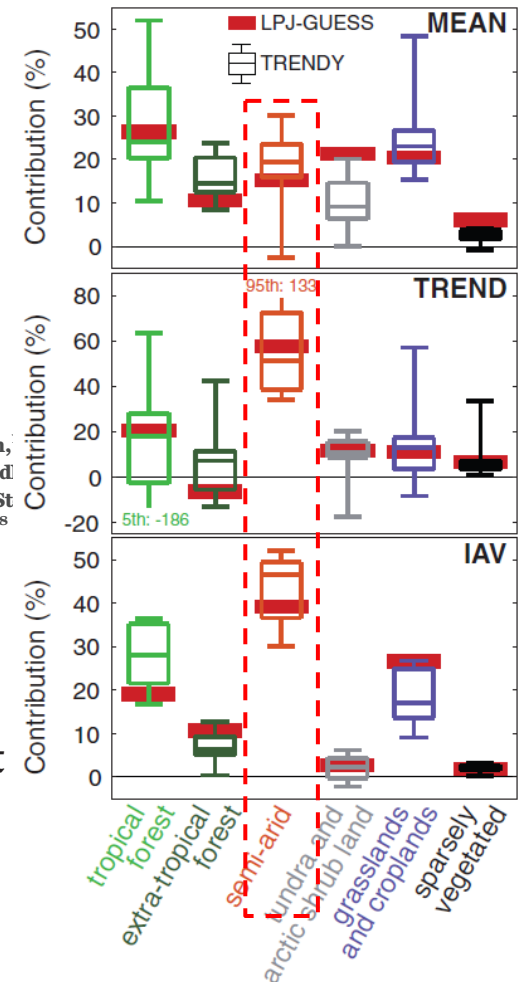 LPJ-GUESS
MEAN
TRENDY
Contribution (%)
50
40
30
20
10
0
95th: 133
TREND
Contribution (%)
80
60
40
20
0
-20
5th: -186
IAV
Contribution (%)
50
40
30
20
10
0
tropical
forest
extra-tropical
forest
semi-arid
tundra and
arctic shrub land
grasslands
and croplands
sparsely
vegetated